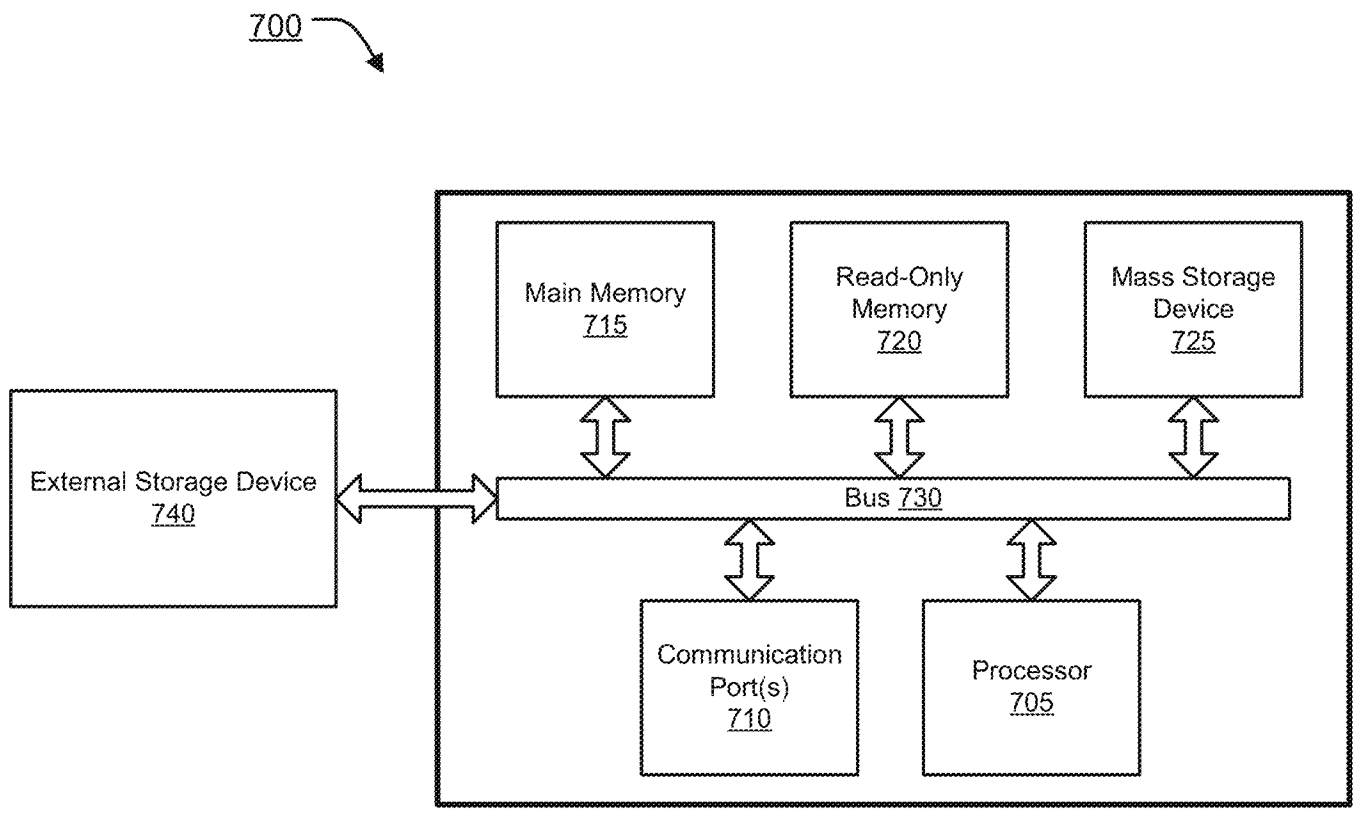 700
Main Memory
715
Read-Only
Memory
720
Mass Storage
Device
725
External Storage Device
740
Bus 730
Communication
Port(s)
710
Processor
705